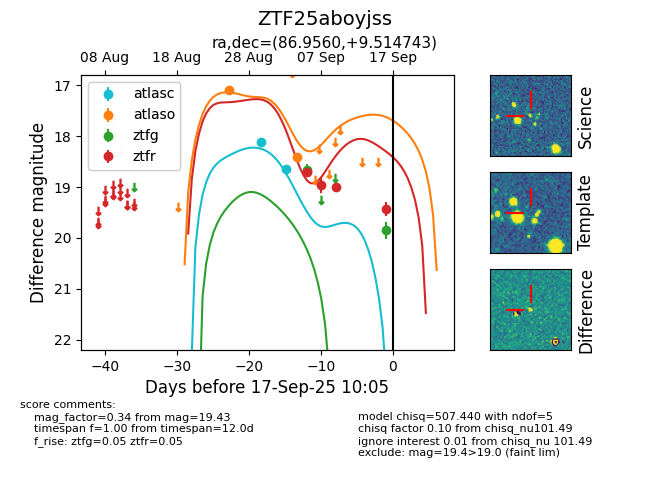 ZTF25aboyjss
ra,dec=(86.9560,+9.514743)
08 Aug 18 Aug 28 Aug 07 Sep 17 Sep
atlasc
atlaso
ztfg
ztfr
17
18
19
20
21
22
Difference magnitude
−40 −30 −20 −10 0
Days before 17-Sep-25 10:05
Science
Template
Difference
score comments:
mag_factor=0.34 from mag=19.43
timespan f=1.00 from timespan=12.0d
f_rise: ztfg=0.05 ztfr=0.05
model chisq=507.440 with ndof=5
chisq factor 0.10 from chisq_nu101.49
ignore interest 0.01 from chisq_nu 101.49
exclude: mag=19.4>19.0 (faint lim)